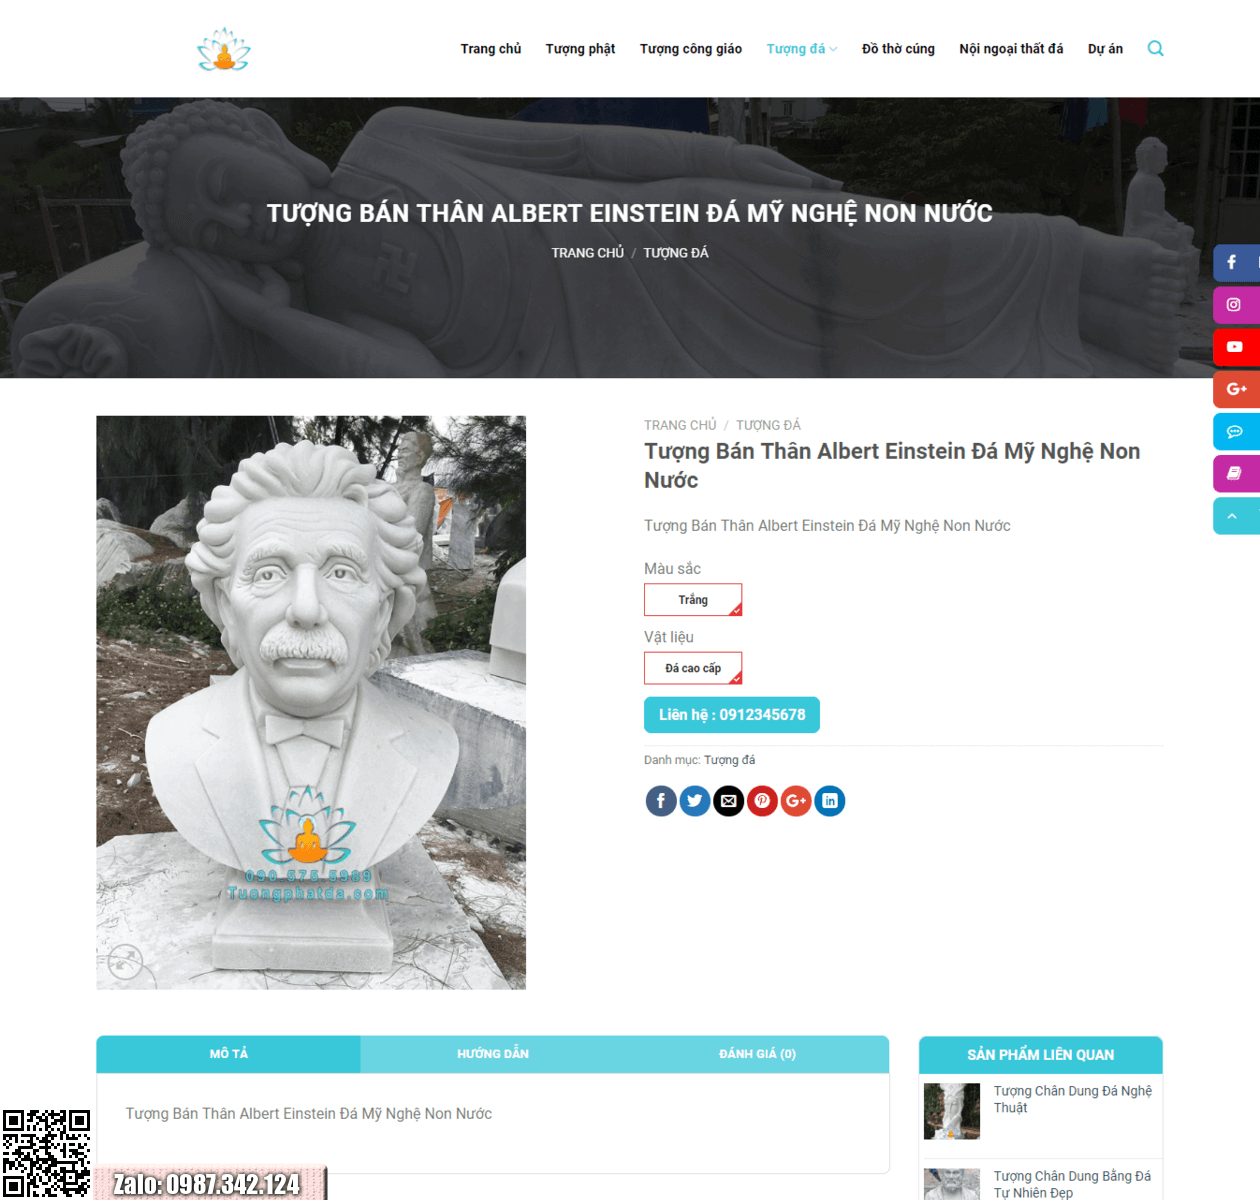 Trang chủ
Tượng phật
Tượng công giáo
Tượng đá
Đồ thờ cúng
Nội ngoại thất đá
Dự án
TƯỢNG BÁN THÂN ALBERT EINSTEIN ĐÁ MỸ NGHỆ NON NƯỚC
TRANG CHỦ / TƯỢNG ĐÁ
TRANG CHỦ / TƯỢNG ĐÁ
Tượng Bán Thân Albert Einstein Đá Mỹ Nghệ Non
Nước
Tượng Bán Thân Albert Einstein Đá Mỹ Nghệ Non Nước
Màu sắc
Trắng
Vật liệu
Đá cao cấp
Liên hệ : 0912345678
Danh mục: Tượng đá
090.875.5989
Tuongphatda.com
MÔ TẢ
HƯỚNG DẪN
ĐÁNH GIÁ (0)
Tượng Bán Thân Albert Einstein Đá Mỹ Nghệ Non Nước
SẢN PHẨM LIÊN QUAN
Tượng Chân Dung Đá Nghệ
Thuật
Tượng Chân Dung Bằng Đá
Tự Nhiên Đẹp
Zalo: 0987.342.124